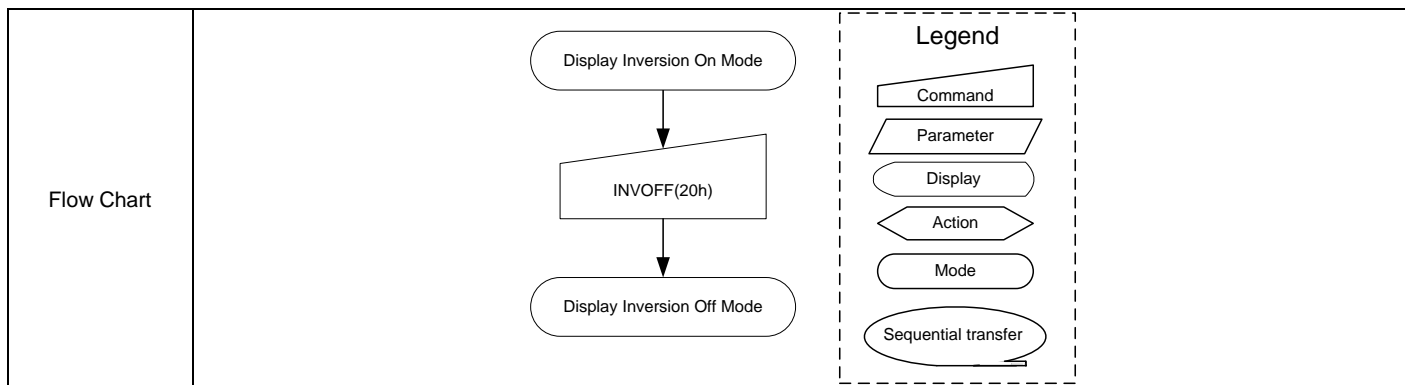 Flow Chart
Display Inversion On Mode
INVOFF(20h)
Display Inversion Off Mode
Legend
Command
Parameter
Display
Action
Mode
Sequential transfer